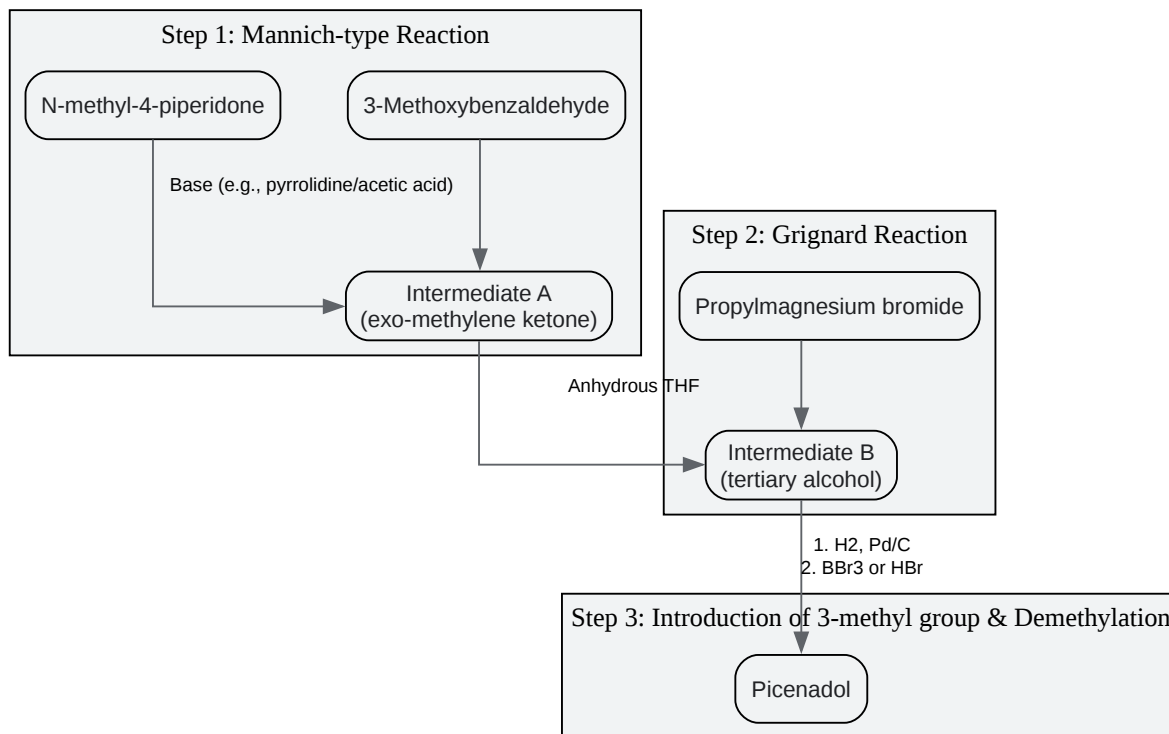 Step 1: Mannich-type Reaction
N-methyl-4-piperidone
3-Methoxybenzaldehyde
Base (e.g., pyrrolidine/acetic acid)
Intermediate A
(exo-methylene ketone)
Step 2: Grignard Reaction
Propylmagnesium bromide
Anhydrous THF
Intermediate B
(tertiary alcohol)
1. H2, Pd/C
2. BBr3 or HBr
Step 3: Introduction of 3-methyl group & Demethylation
Picenadol